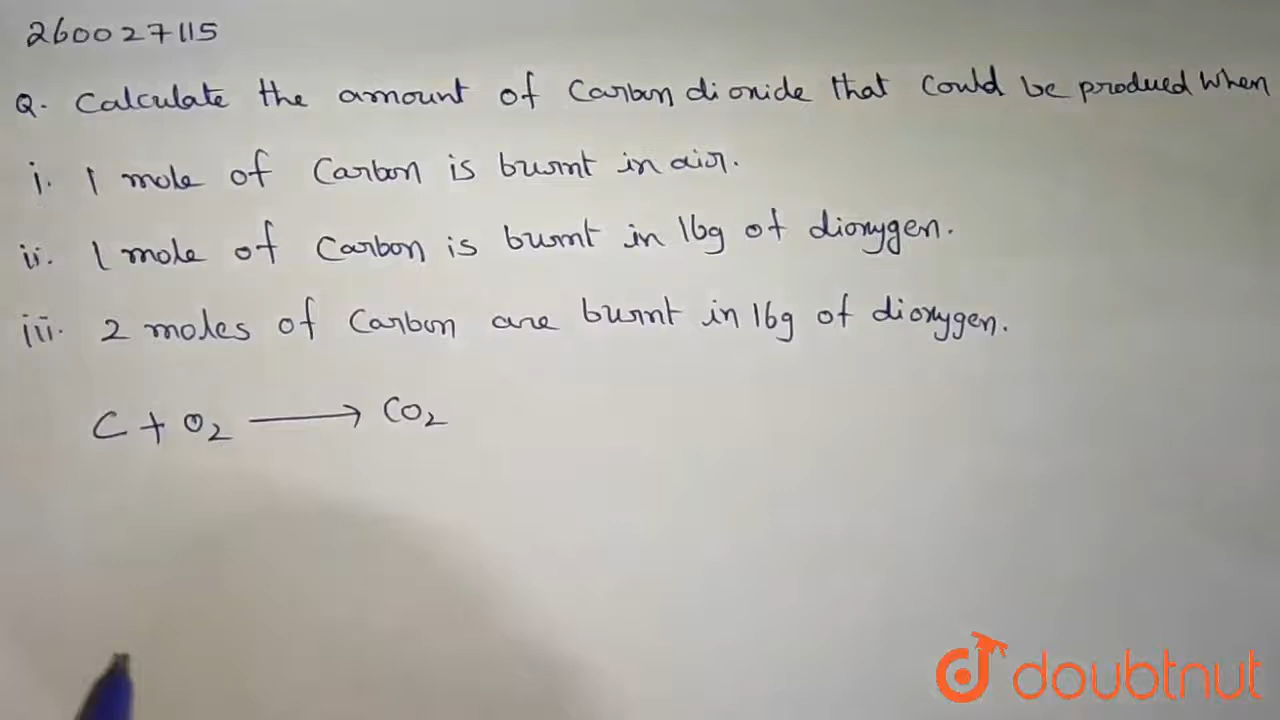 260027115
Q. Calculate the amount of Carbon dioxide that could be produced when
i. 1 mole of Carbon is burnt in air.
ii. 1 mole of Carbon is burnt in 16g of dioxygen.
iii. 2 moles of Carbon are burnt in 16g of dioxygen.
C + O₂ ⟶ CO₂
doubtnut